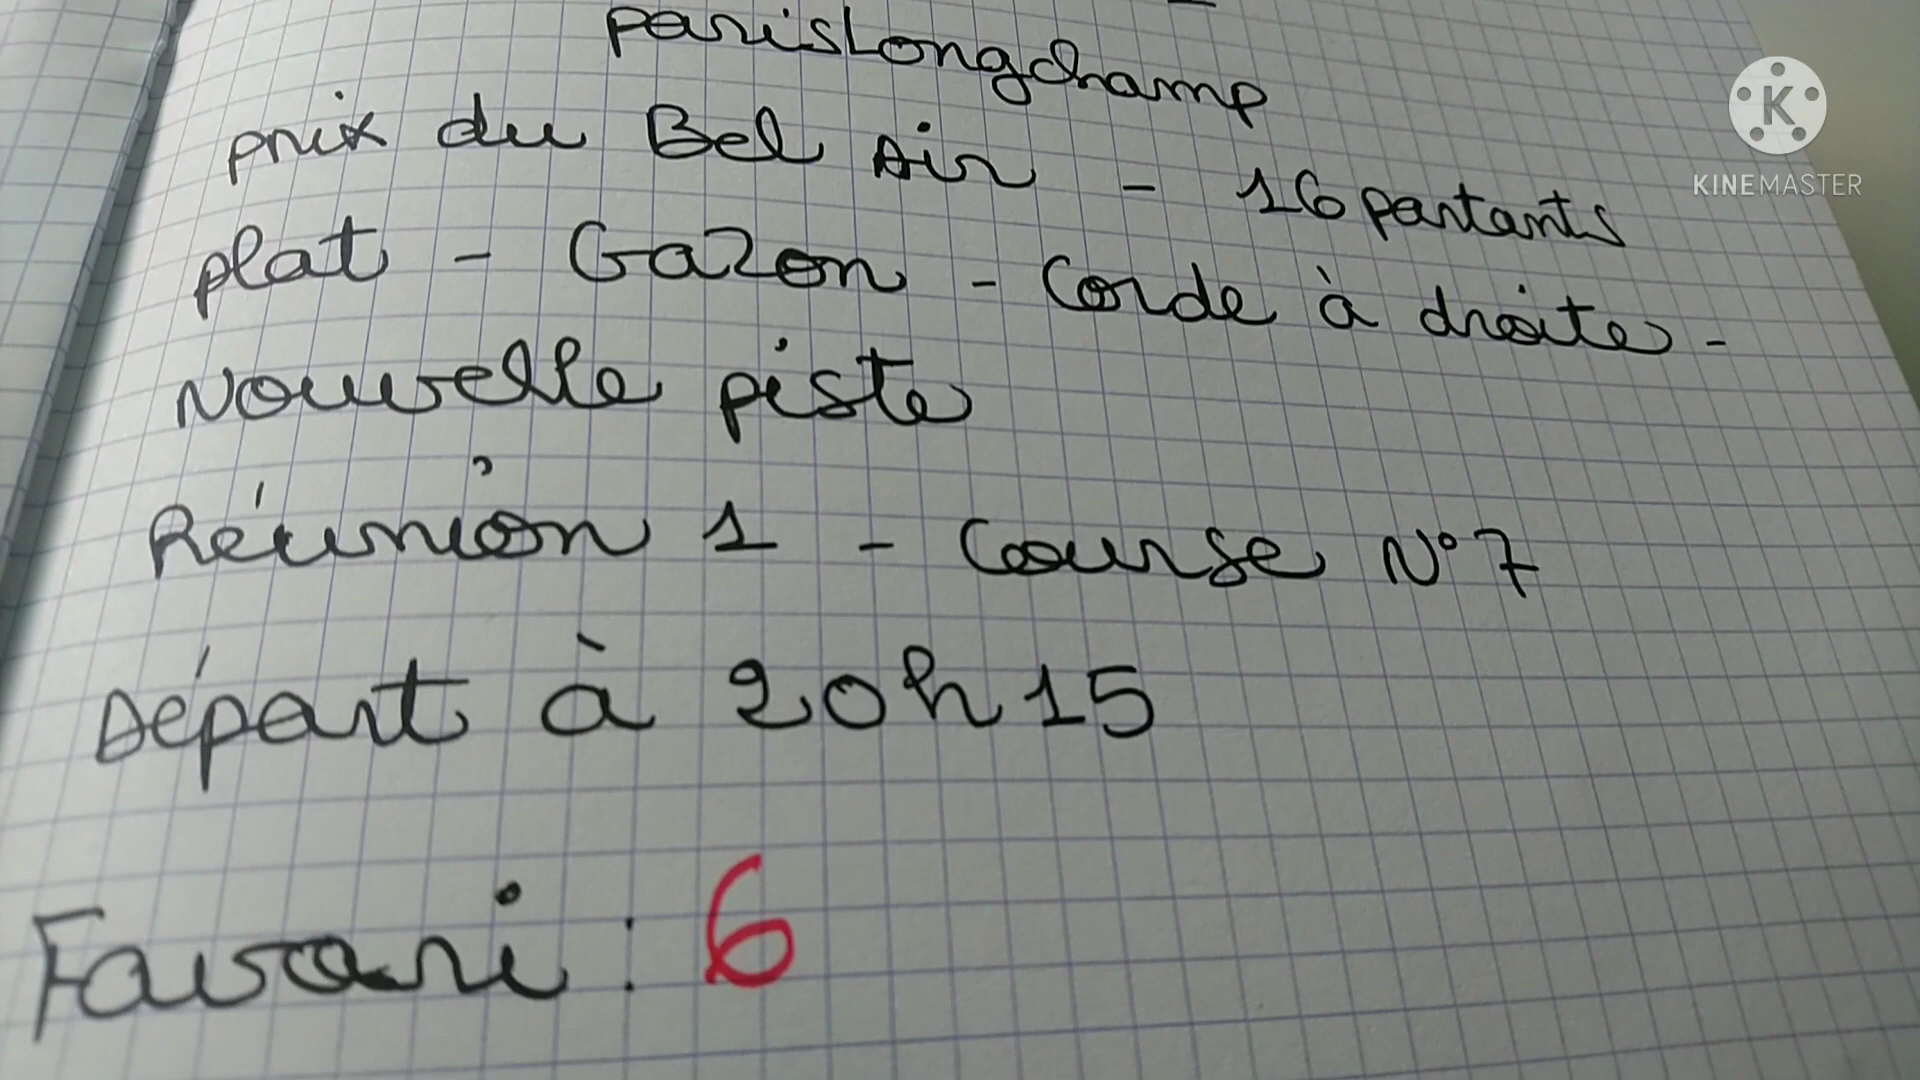 parisLongchamp
prix du Bel Air - 16 partants
plat - Gazon - Corde à droite -
Nouvelle piste
Réunion 1 - Course N°7
Départ à 20h15
Favori : 6
K
KINEMASTER